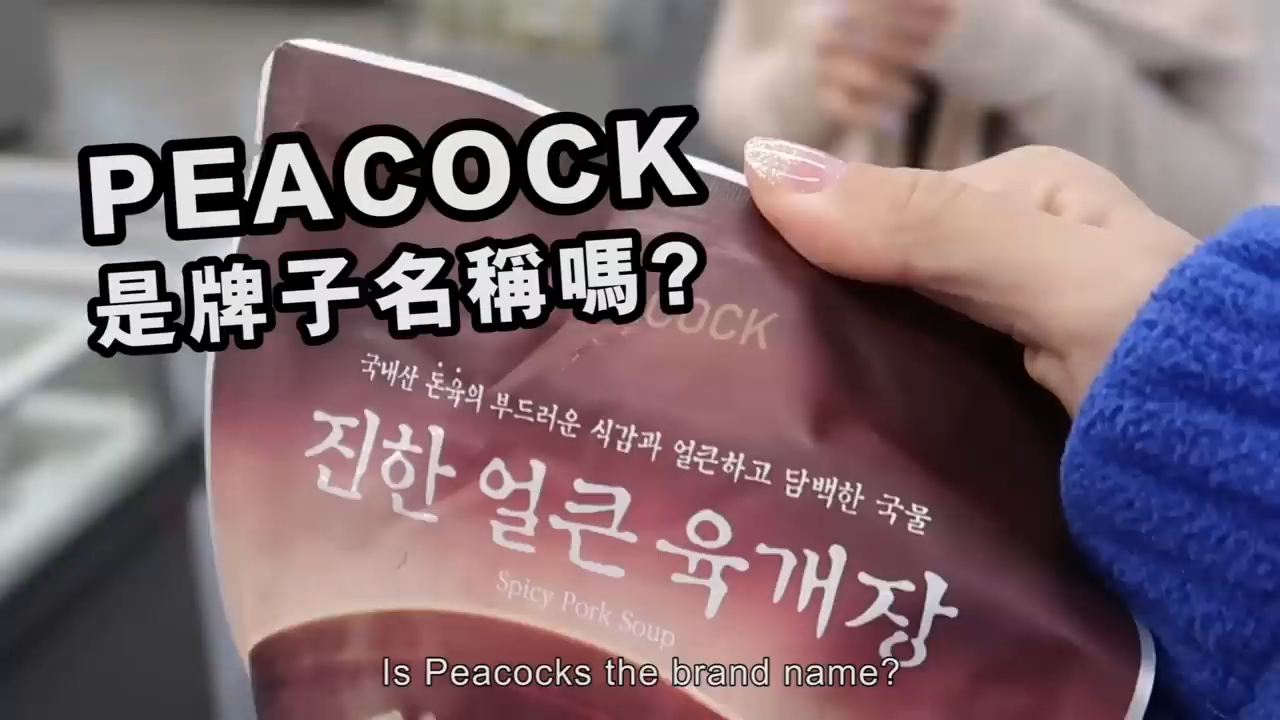 PEACOCK
是牌子名稱嗎?
COCK
국내산 돈육의 부드러운 식감과 얼큰하고 담백한 국물
진한 얼큰 육개장
Spicy Pork Soup
Is Peacocks the brand name?